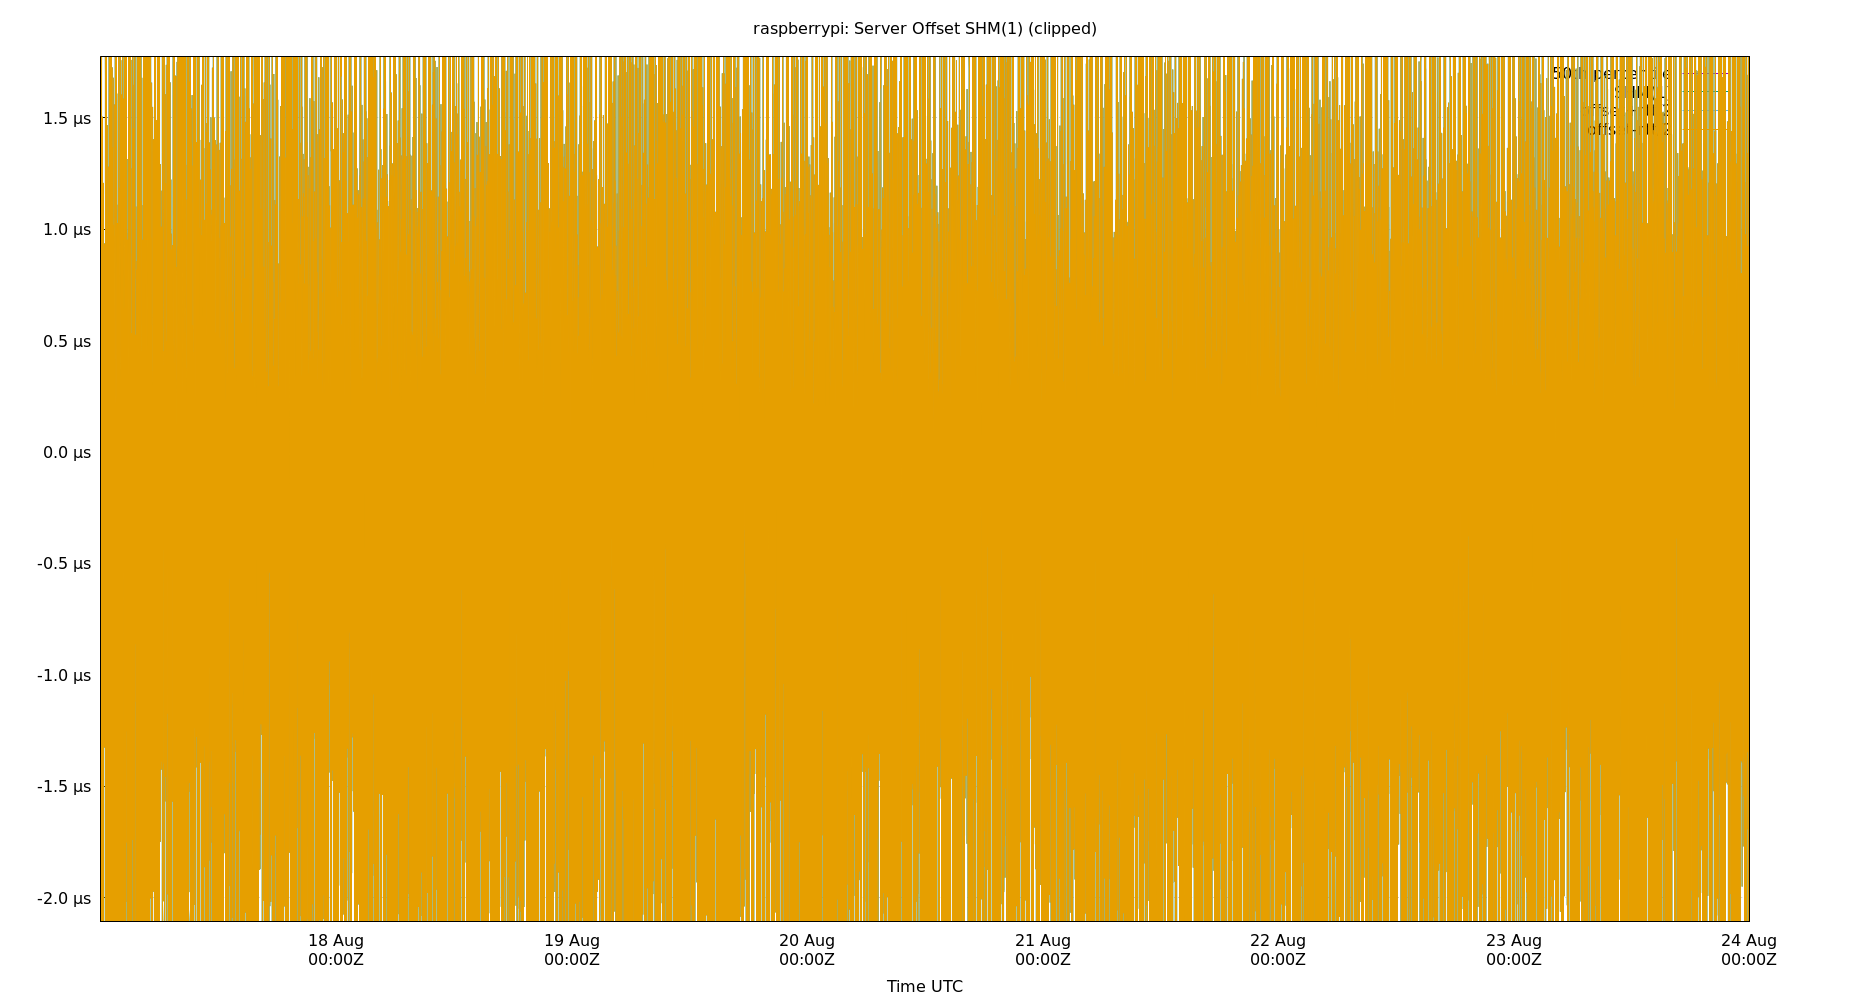 raspberrypi: Server Offset SHM(1) (clipped)
1.5 µs
1.0 µs
0.5 µs
0.0 µs
-0.5 µs
-1.0 µs
-1.5 µs
-2.0 µs
18 Aug
00:00Z
19 Aug
00:00Z
20 Aug
00:00Z
21 Aug
00:00Z
22 Aug
00:00Z
23 Aug
00:00Z
24 Aug
00:00Z
Time UTC